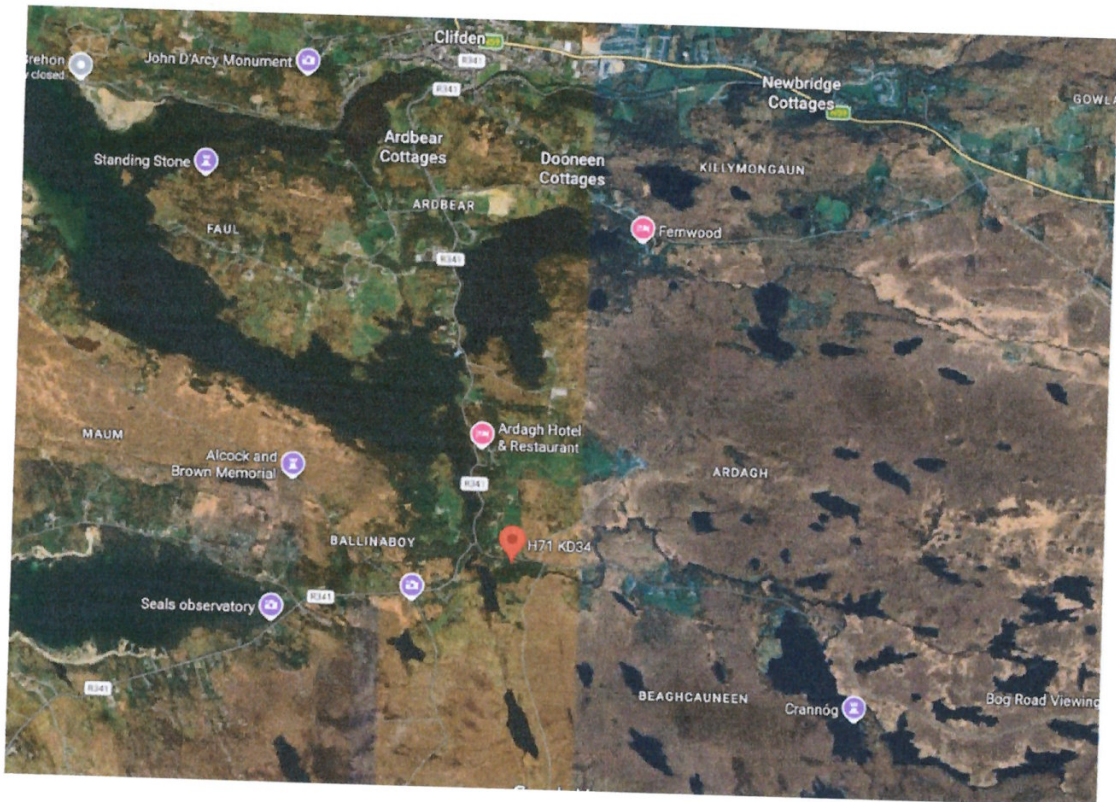 Clifden
N59
R341
John D'Arcy Monument
closed
R341
Newbridge
Cottages
N59
Ardbear
Cottages
Standing Stone
Dooneen
Cottages
KILLYMONGAUN
ARDBEAR
FAUL
Fernwood
R341
MAUM
Ardagh Hotel
& Restaurant
Alcock and
Brown Memorial
R341
ARDAGH
BALLINABOY
H71 KD34
Seals observatory
R341
R341
BEAGHCAUNEEN
Crannóg
Bog Road Viewing